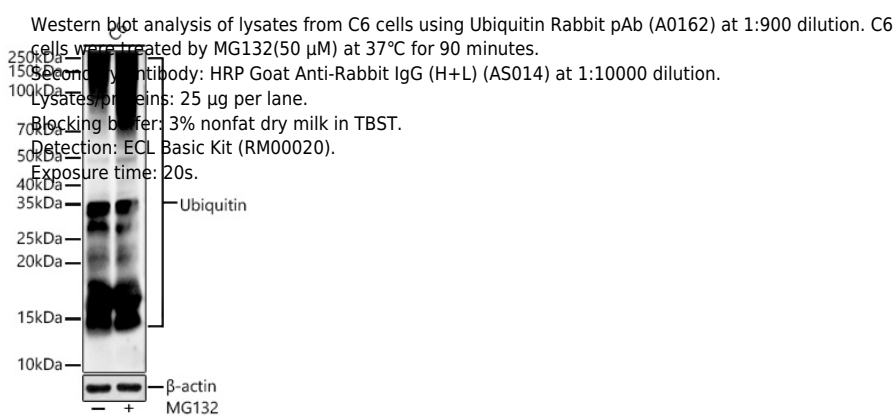 Western blot analysis of lysates from C6 cells using Ubiquitin Rabbit pAb (A0162) at 1:900 dilution. C6
cells were treated by MG132(50 μM) at 37℃ for 90 minutes.
Secondary antibody: HRP Goat Anti-Rabbit IgG (H+L) (AS014) at 1:10000 dilution.
Lysates/proteins: 25 μg per lane.
Blocking buffer: 3% nonfat dry milk in TBST.
Detection: ECL Basic Kit (RM00020).
Exposure time: 20s.
C6
250kDa
150kDa
100kDa
70kDa
50kDa
40kDa
35kDa
Ubiquitin
25kDa
20kDa
15kDa
10kDa
β-actin
− + MG132